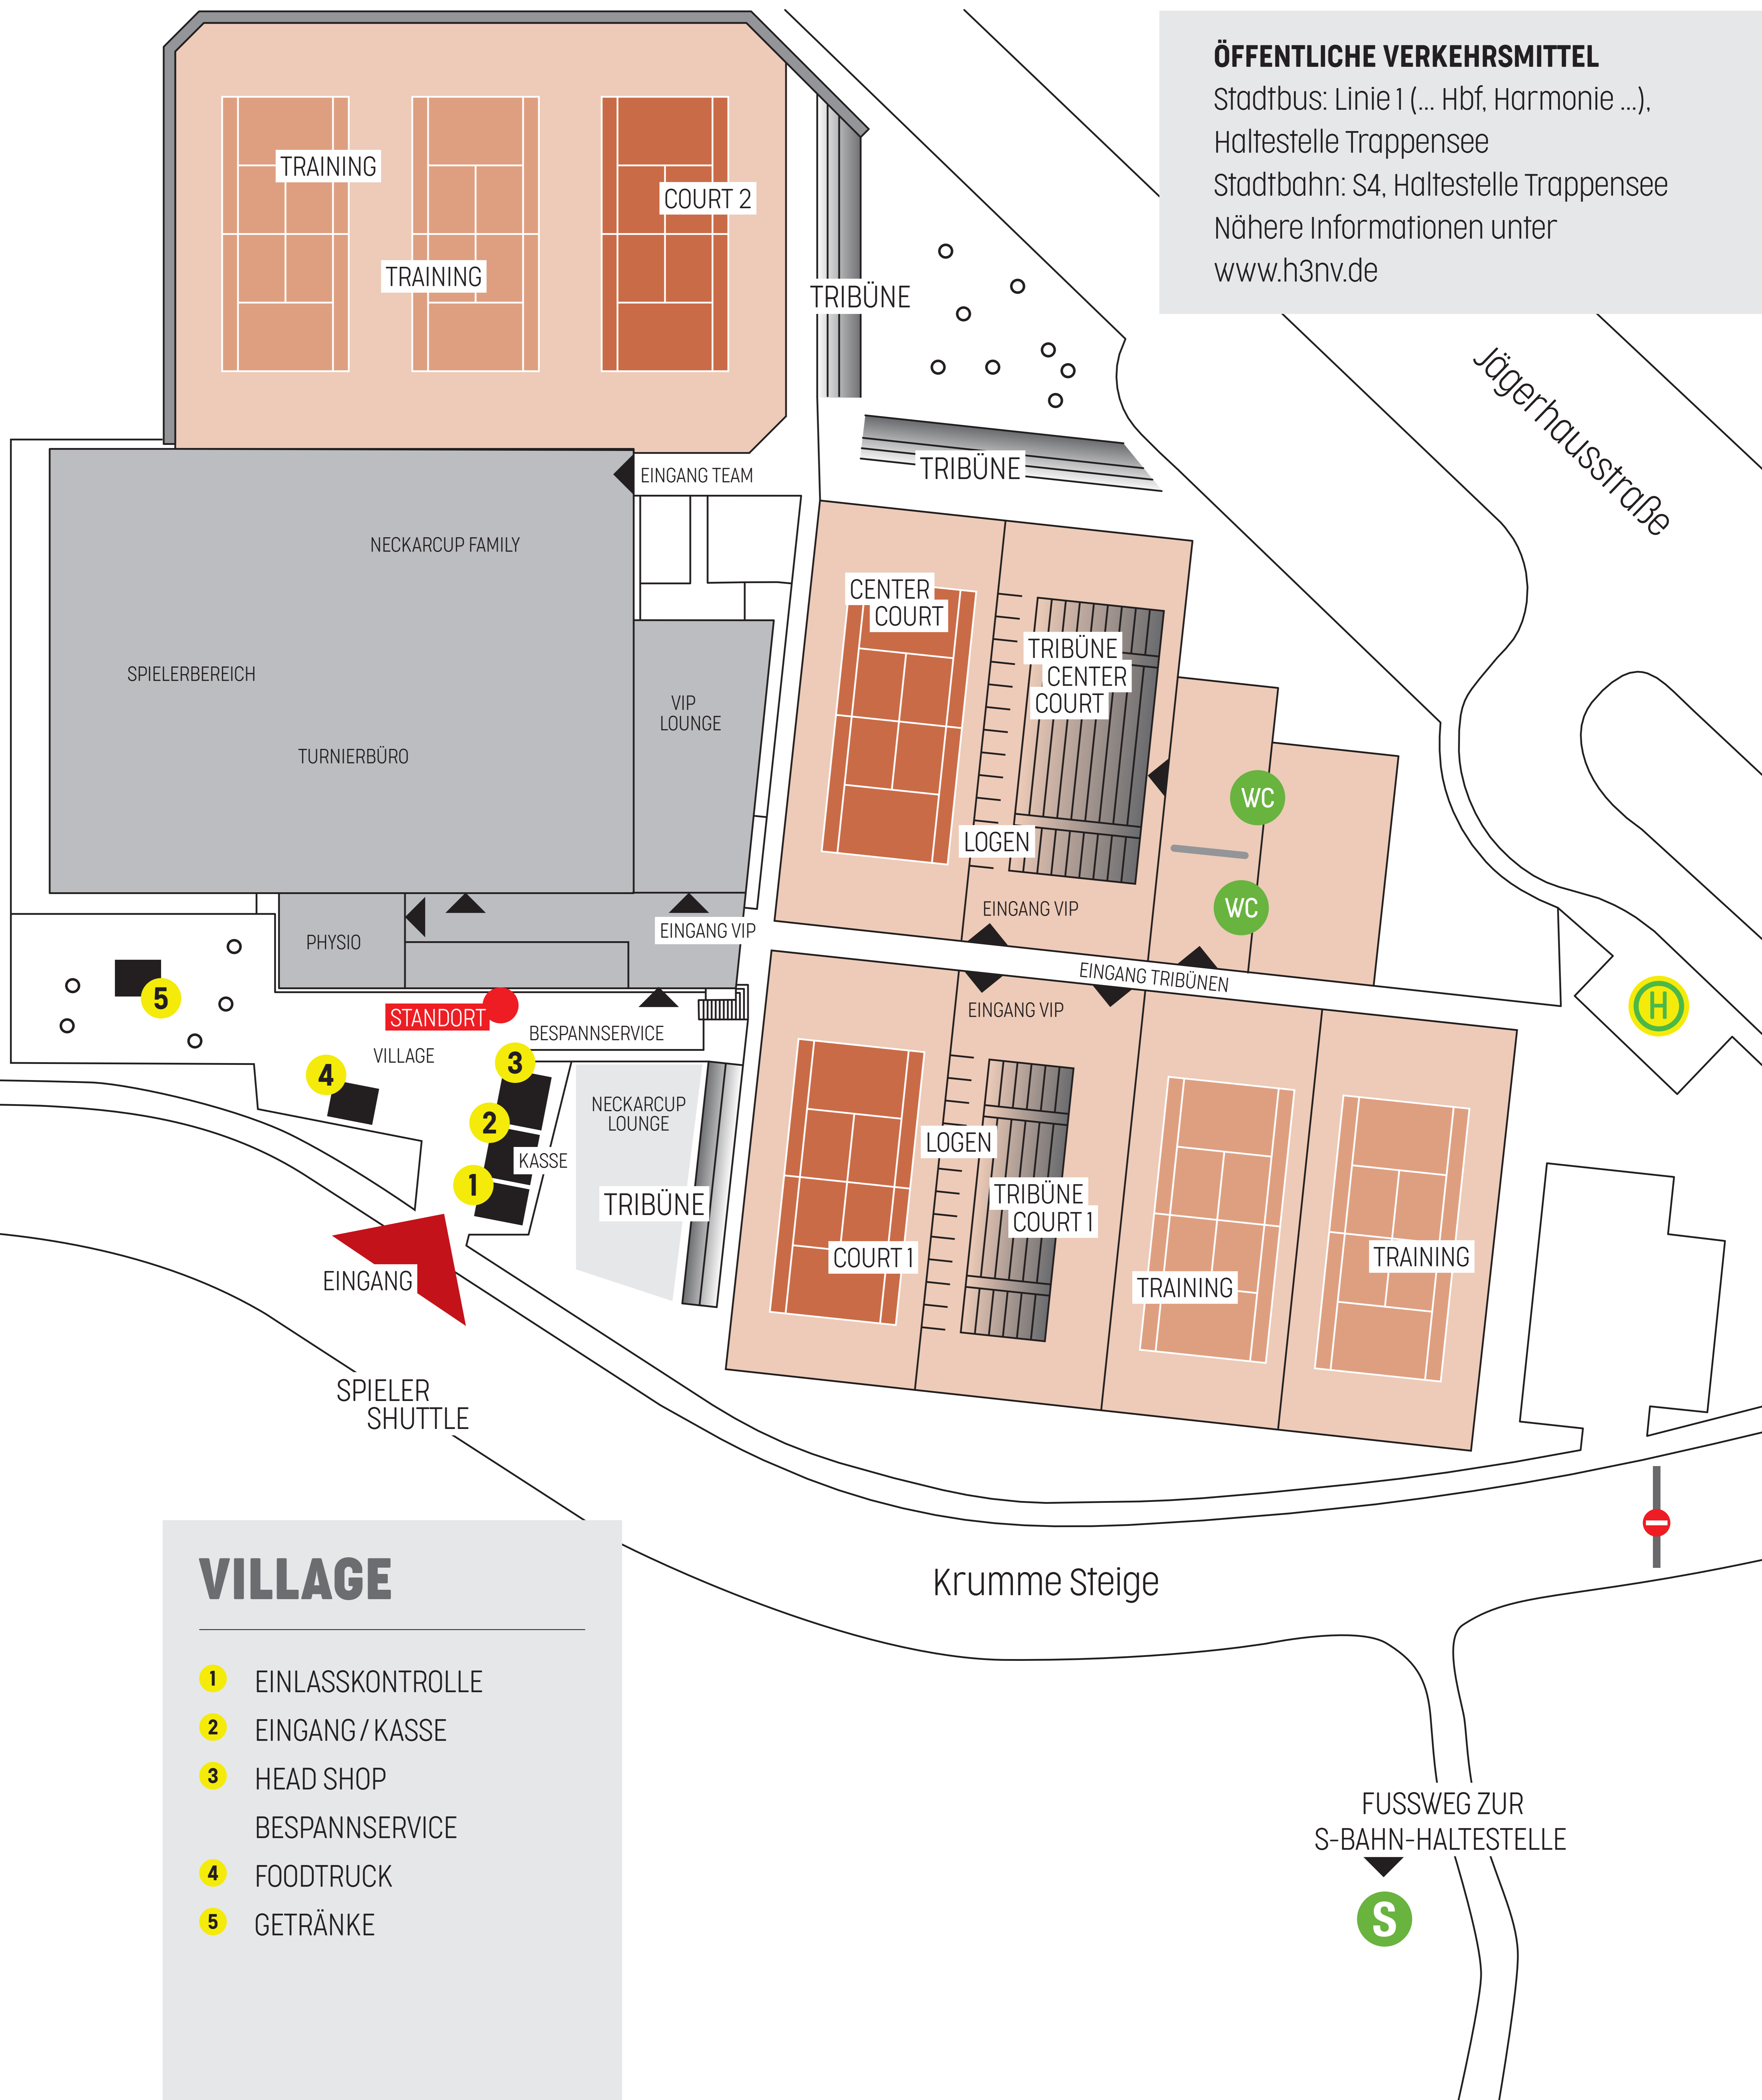 ÖFFENTLICHE VERKEHRSMITTEL
Stadtbus: Linie 1 (... Hbf, Harmonie ...),
Haltestelle Trappensee
Stadtbahn: S4, Haltestelle Trappensee
Nähere Informationen unter
www.h3nv.de
TRAINING
COURT 2
TRAINING
TRIBÜNE
Jägerhausstraße
TRIBÜNE
EINGANG TEAM
NECKARCUP FAMILY
CENTER
COURT
SPIELERBEREICH
TRIBÜNE
CENTER
COURT
VIP
LOUNGE
TURNIERBÜRO
WC
LOGEN
WC
EINGANG VIP
EINGANG VIP
PHYSIO
EINGANG TRIBÜNEN
5
H
STANDORT
EINGANG VIP
BESPANNSERVICE
VILLAGE
3
4
NECKARCUP
LOUNGE
2
LOGEN
KASSE
1
TRIBÜNE
TRIBÜNE
COURT 1
COURT 1
TRAINING
TRAINING
EINGANG
SPIELER
SHUTTLE
Krumme Steige
VILLAGE
1 EINLASSKONTROLLE
2 EINGANG / KASSE
3 HEAD SHOP
BESPANNSERVICE
4 FOODTRUCK
5 GETRÄNKE
FUSSWEG ZUR
S-BAHN-HALTESTELLE
S